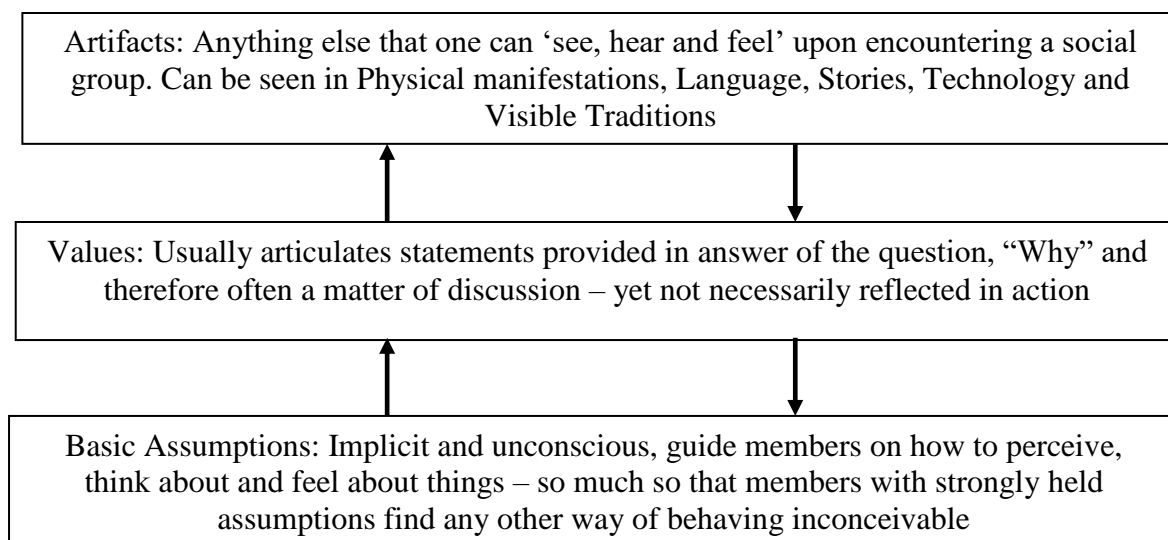 Artifacts: Anything else that one can ‘see, hear and feel’ upon encountering a social
group. Can be seen in Physical manifestations, Language, Stories, Technology and
Visible Traditions
Values: Usually articulates statements provided in answer of the question, “Why” and
therefore often a matter of discussion – yet not necessarily reflected in action
Basic Assumptions: Implicit and unconscious, guide members on how to perceive,
think about and feel about things – so much so that members with strongly held
assumptions find any other way of behaving inconceivable